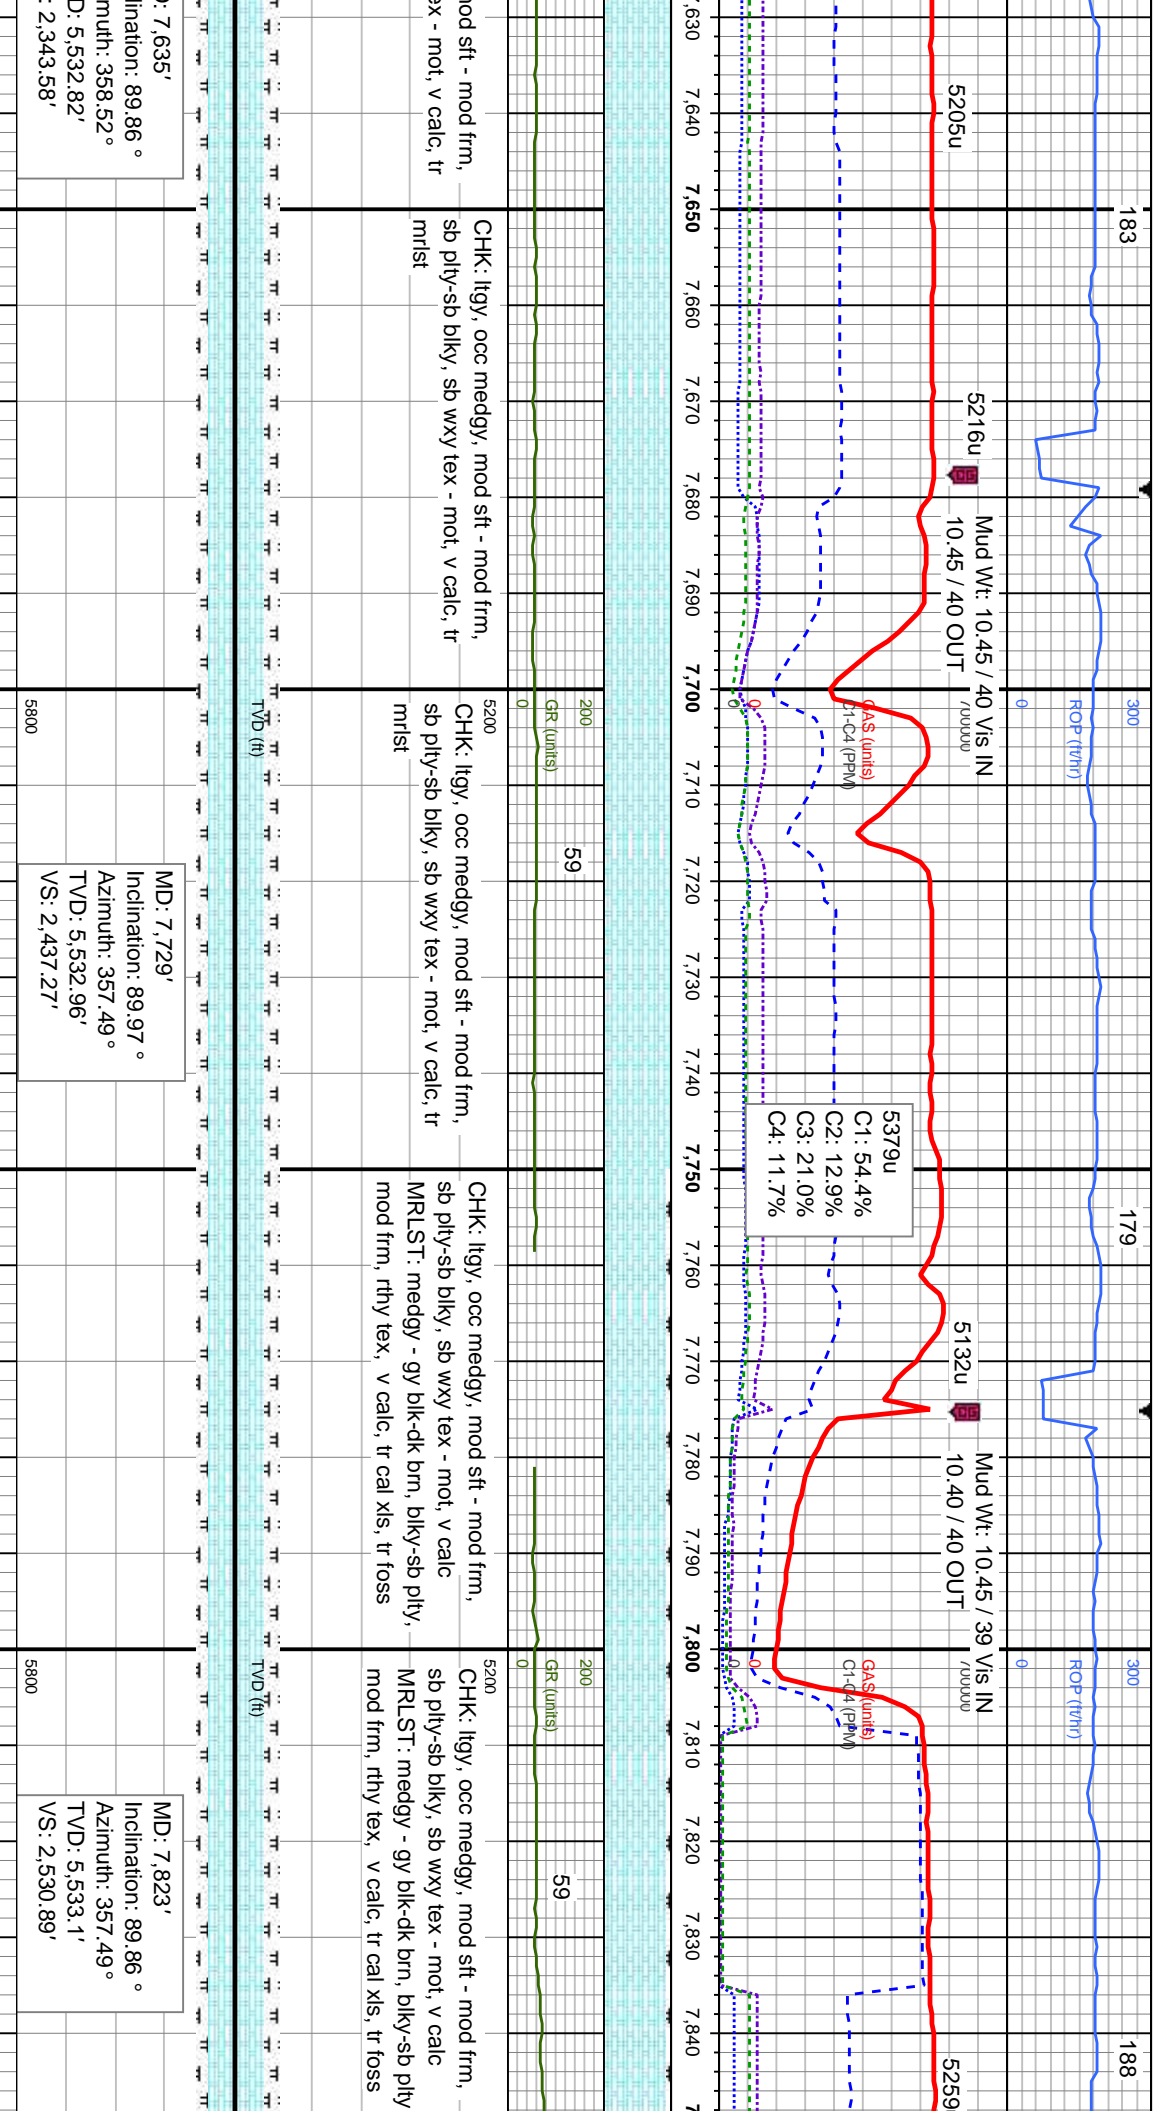 183
179
188
300
ROP (ft/hr)
0
300
ROP (ft/hr)
0
5205u
5216u
Mud Wt: 10.45 / 40 Vis IN
10.45 / 40 OUT
5132u
Mud Wt: 10.45 / 39 Vis IN
10.40 / 40 OUT
5259
GAS (units)
C1-C4 (PPM)
0
0
GAS (units)
C1-C4 (PPM)
0
0
5379u
C1: 54.4%
C2: 12.9%
C3: 21.0%
C4: 11.7%
7,630
7,640
7,650
7,660
7,670
7,680
7,690
7,700
7,710
7,720
7,730
7,740
7,750
7,760
7,770
7,780
7,790
7,800
7,810
7,820
7,830
7,840
200
GR (units)
0
59
200
GR (units)
0
59
mod sft - mod frm,
tex - mot, v calc, tr
CHK: ltgy, occ medgy, mod sft - mod frm,
sb plty-sb blky, sb wxy tex - mot, v calc, tr
mrlst
5200
CHK: ltgy, occ medgy, mod sft - mod frm,
sb plty-sb blky, sb wxy tex - mot, v calc, tr
mrlst
CHK: ltgy, occ medgy, mod sft - mod frm,
sb plty-sb blky, sb wxy tex - mot, v calc
MRLST: medgy - gy blk-dk brn, blky-sb plty,
mod frm, rthy tex, v calc, tr cal xls, tr foss
5200
CHK: ltgy, occ medgy, mod sft - mod frm,
sb plty-sb blky, sb wxy tex - mot, v calc
MRLST: medgy - gy blk-dk brn, blky-sb plty
mod frm, rthy tex, v calc, tr cal xls, tr foss
TVD (ft)
5800
TVD (ft)
5800
: 7,635'
clination: 89.86 °
muth: 358.52°
D: 5,532.82'
: 2,343.58'
MD: 7,729'
Inclination: 89.97 °
Azimuth: 357.49°
TVD: 5,532.96'
VS: 2,437.27'
MD: 7,823'
Inclination: 89.86 °
Azimuth: 357.49°
TVD: 5,533.1'
VS: 2,530.89'